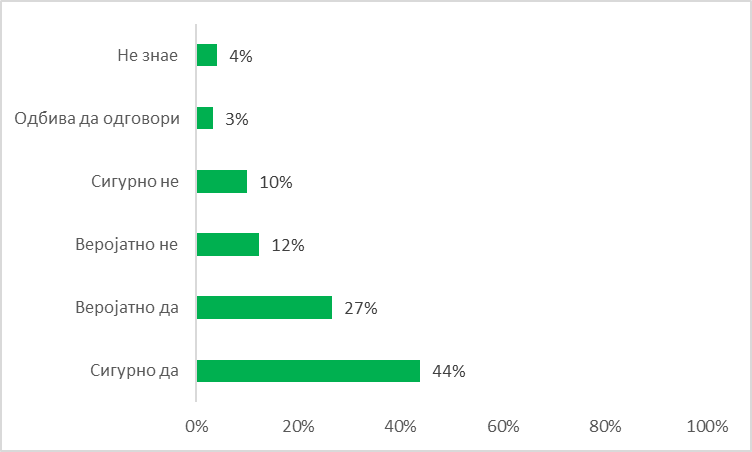 Не знае 4%
Одбива да одговори 3%
Сигурно не 10%
Веројатно не 12%
Веројатно да 27%
Сигурно да 44%
0% 20% 40% 60% 80% 100%